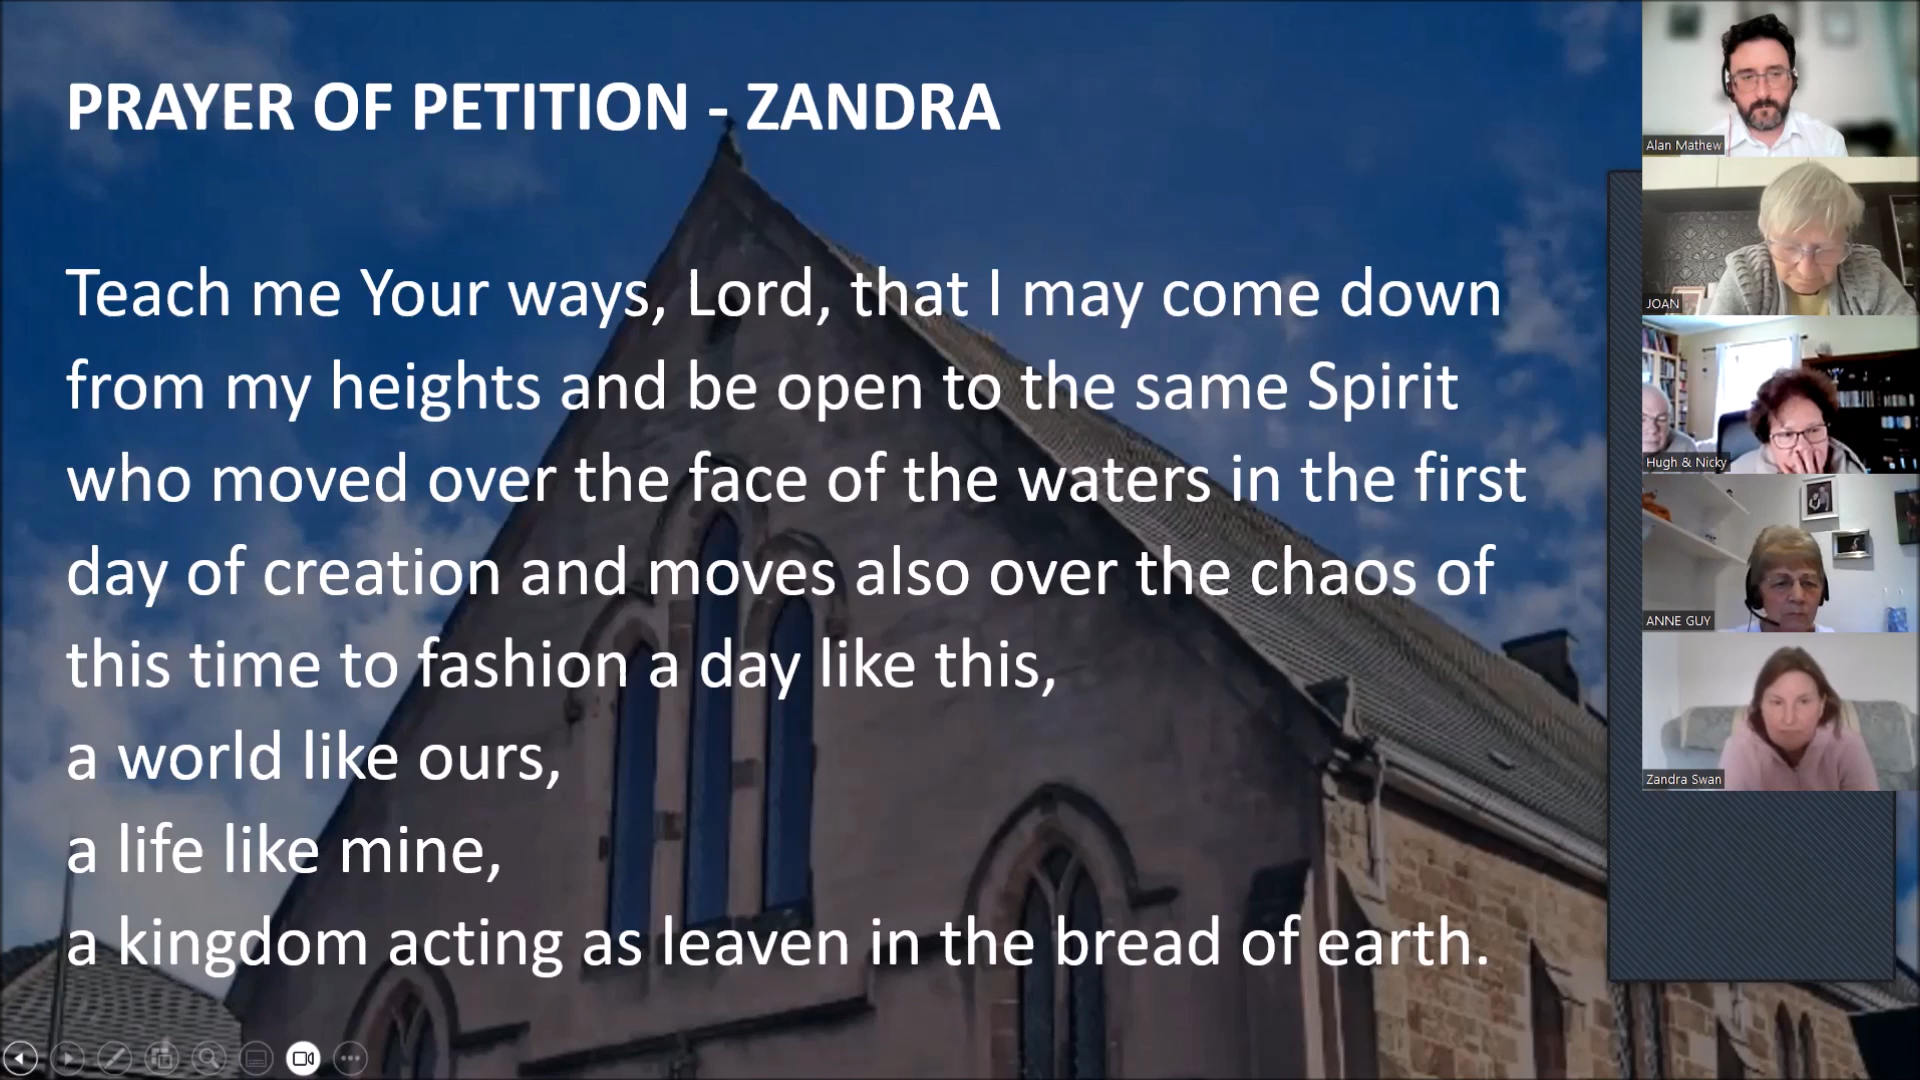 PRAYER OF PETITION - ZANDRA
Teach me Your ways, Lord, that I may come down
from my heights and be open to the same Spirit
who moved over the face of the waters in the first
day of creation and moves also over the chaos of
this time to fashion a day like this,
a world like ours,
a life like mine,
a kingdom acting as leaven in the bread of earth.
Alan Mathew
JOAN
Hugh & Nicky
ANNE GUY
Zandra Swan